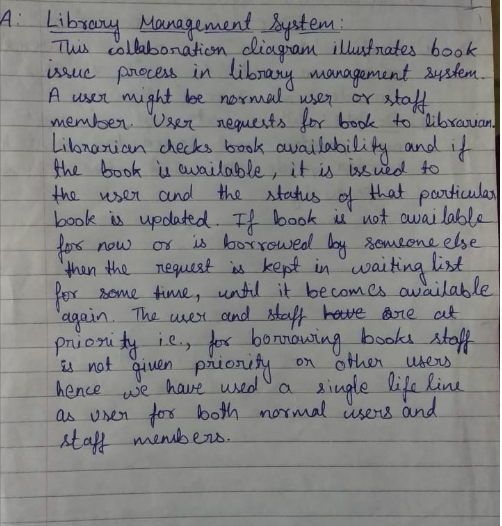 A: Library Management System:
This collaboration diagram illustrates book
issue process in library management system.
A user might be normal user or staff
member. User requests for book to librarian.
Librarian checks book availability and if
the book is available, it is issued to
the user and the status of that particular
book is updated. If book is not available
for now or is borrowed by someone else
then the request is kept in waiting list
for some time, until it becomes available
again. The user and staff have are at
priority i.e., for borrowing books staff
is not given priority or other users
hence we have used a single life line
as user for both normal users and
staff members.